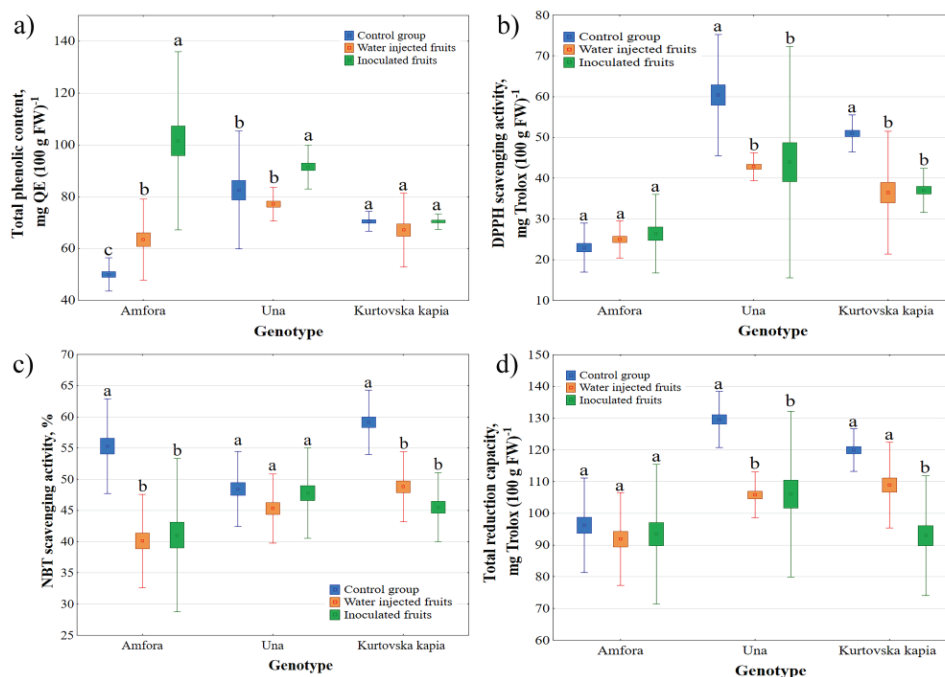 a)
Total phenolic content,
mg QE (100 g FW)-1
140
120
100
80
60
40
Control group
Water injected fruits
Inoculated fruits
c
b
a
b
b
a
a
a
a
Amfora
Una
Kurtovska kapia
Genotype
b)
DPPH scavenging activity,
mg Trolox (100 g FW)-1
80
70
60
50
40
30
20
10
Control group
Water injected fruits
Inoculated fruits
a
a
a
a
b
b
a
b
b
Amfora
Una
Kurtovska kapia
Genotype
c)
NBT scavenging activity, %
70
65
60
55
50
45
40
35
30
25
a
b
b
a
a
a
a
b
b
Control group
Water injected fruits
Inoculated fruits
Amfora
Una
Kurtovska kapia
Genotype
d)
Total reduction capacity,
mg Trolox (100 g FW)-1
150
140
130
120
110
100
90
80
70
60
Control group
Water injected fruits
Inoculated fruits
a
a
a
a
b
b
a
a
b
Amfora
Una
Kurtovska kapia
Genotype